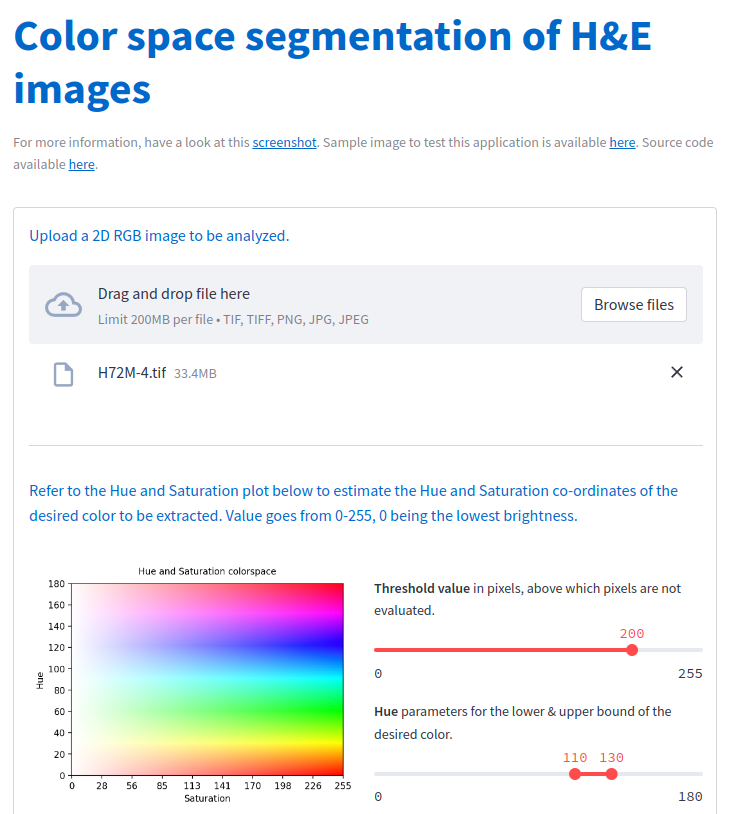 Color space segmentation of H&E
images
For more information, have a look at this screenshot. Sample image to test this application is available here. Source code
available here.
Upload a 2D RGB image to be analyzed.
Drag and drop file here
Limit 200MB per file • TIF, TIFF, PNG, JPG, JPEG
Browse files
H72M-4.tif 33.4MB
Refer to the Hue and Saturation plot below to estimate the Hue and Saturation co-ordinates of the
desired color to be extracted. Value goes from 0-255, 0 being the lowest brightness.
Hue and Saturation colorspace
180
160
140
120
100
80
60
40
20
0
Hue
0 28 56 85 113 141 170 198 226 255
Saturation
Threshold value in pixels, above which pixels are not
evaluated.
200
0 255
Hue parameters for the lower & upper bound of the
desired color.
110 130
0 180